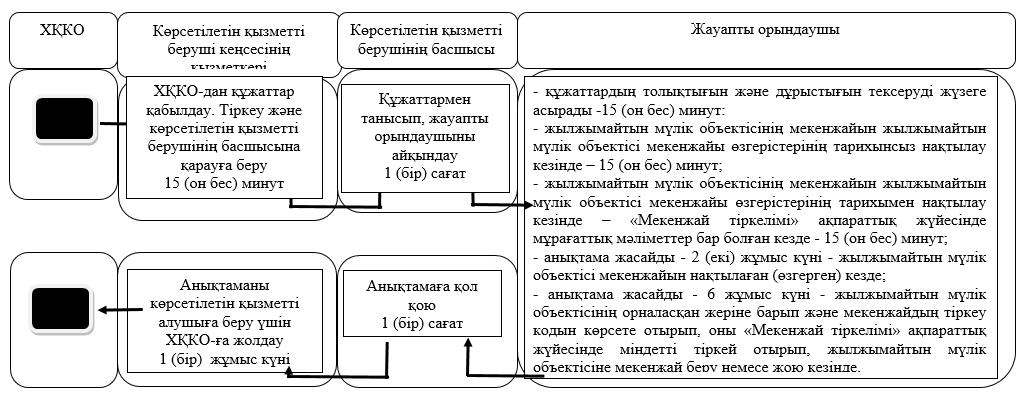 ХҚКО
Көрсетілетін қызметті
беруші кеңсесінің
қызметкері
Көрсетілетін қызметті
берушінің басшысы
Жауапты орындаушы
ХҚКО-дан құжаттар
қабылдау. Тіркеу және
көрсетілетін қызметті
берушінің басшысына
қарауға беру
15 (он бес) минут
Құжаттармен
танысып, жауапты
орындаушыны
айқындау
1 (бір) сағат
- құжаттардың толықтығын және дұрыстығын тексеруді жүзеге
асырады -15 (он бес) минут:
- жылжымайтын мүлік объектісінің мекенжайын жылжымайтын
мүлік объектісі мекенжайы өзгерістерінің тарихынсыз нақтылау
кезінде – 15 (он бес) минут;
- жылжымайтын мүлік объектісінің мекенжайын жылжымайтын
мүлік объектісі мекенжайы өзгерістерінің тарихымен нақтылау
кезінде – «Мекенжай тіркелімі» ақпараттық жүйесінде
мұрағаттық мәліметтер бар болған кезде - 15 (он бес) минут;
- анықтама жасайды - 2 (екі) жұмыс күні - жылжымайтын мүлік
объектісі мекенжайын нақтылаған (өзгерген) кезде;
- анықтама жасайды - 6 жұмыс күні - жылжымайтын мүлік
объектісінің орналасқан жеріне барып және мекенжайдың тіркеу
кодын көрсете отырып, оны «Мекенжай тіркелімі» ақпараттық
жүйесінде міндетті тіркей отырып, жылжымайтын мүлік
объектісіне мекенжай беру немесе жою кезінде.
Анықтаманы
көрсетілетін қызметті
алушыға беру үшін
ХҚКО-ға жолдау
1 (бір) жұмыс күні
Анықтамаға қол
қою
1 (бір) сағат